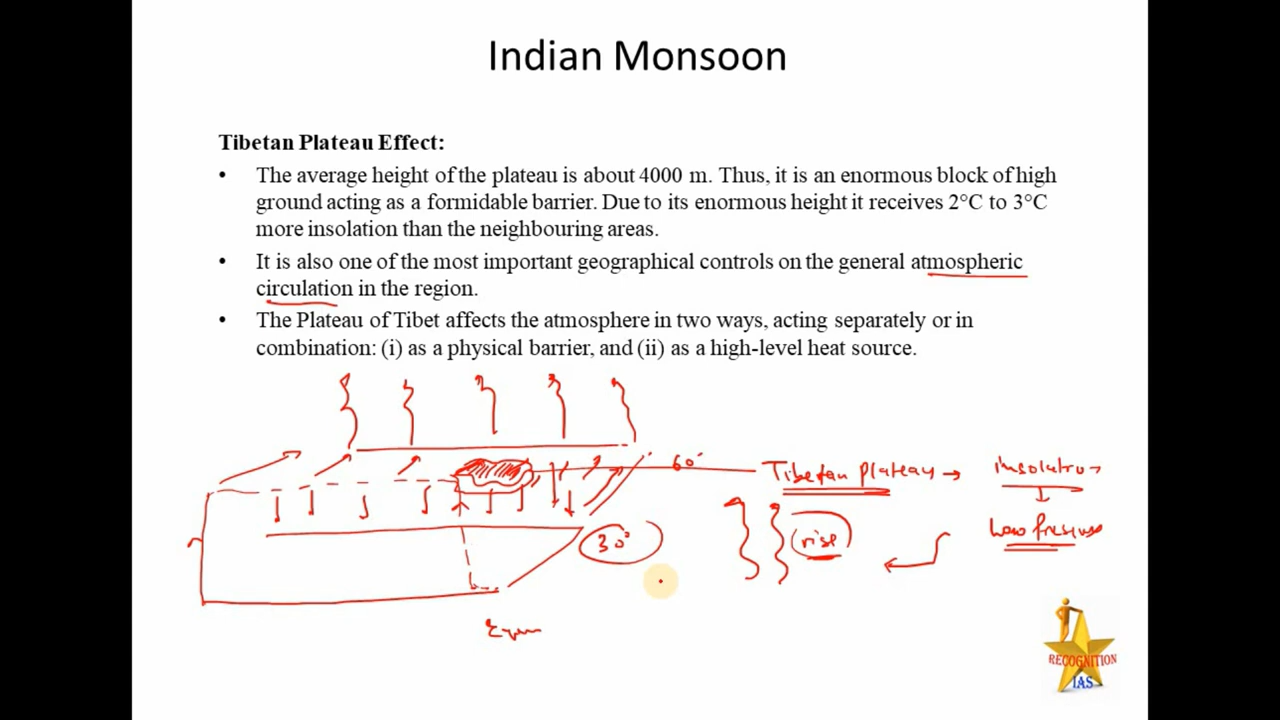 Indian Monsoon
Tibetan Plateau Effect:
• The average height of the plateau is about 4000 m. Thus, it is an enormous block of high
ground acting as a formidable barrier. Due to its enormous height it receives 2°C to 3°C
more insolation than the neighbouring areas.
• It is also one of the most important geographical controls on the general atmospheric
circulation in the region.
• The Plateau of Tibet affects the atmosphere in two ways, acting separately or in
combination: (i) as a physical barrier, and (ii) as a high-level heat source.
60°
Tibetan plateau → insolation
30°
rise
low pressure
RECOGNITION
IAS